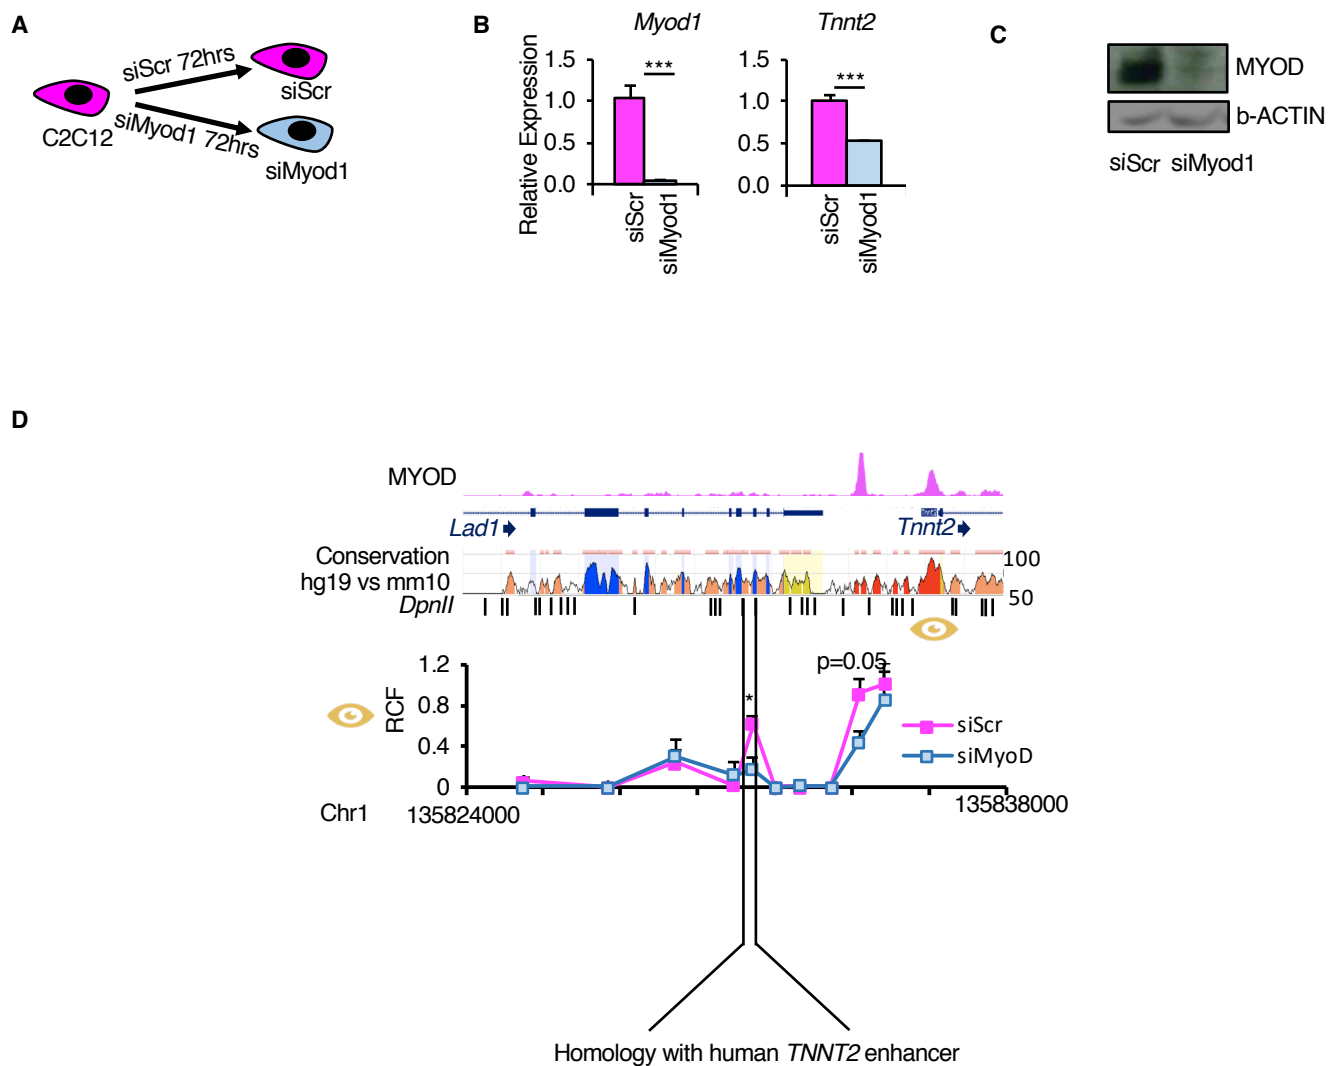 A
siScr 72hrs
siScr
C2C12
siMyod1 72hrs
siMyod1
B
Myod1
Tnnt2
Relative Expression
1.5
1.0
0.5
0.0
***
siScr
siMyod1
1.5
1.0
0.5
0.0
***
siScr
siMyod1
C
MYOD
b-ACTIN
siScr siMyod1
D
MYOD
Lad1
Tnnt2
Tnnt2
Conservation
hg19 vs mm10
100
50
DpnII
RCF
1.2
0.8
0.4
0
*
p=0.05
siScr
siMyoD
Chr1
135824000
135838000
Homology with human TNNT2 enhancer